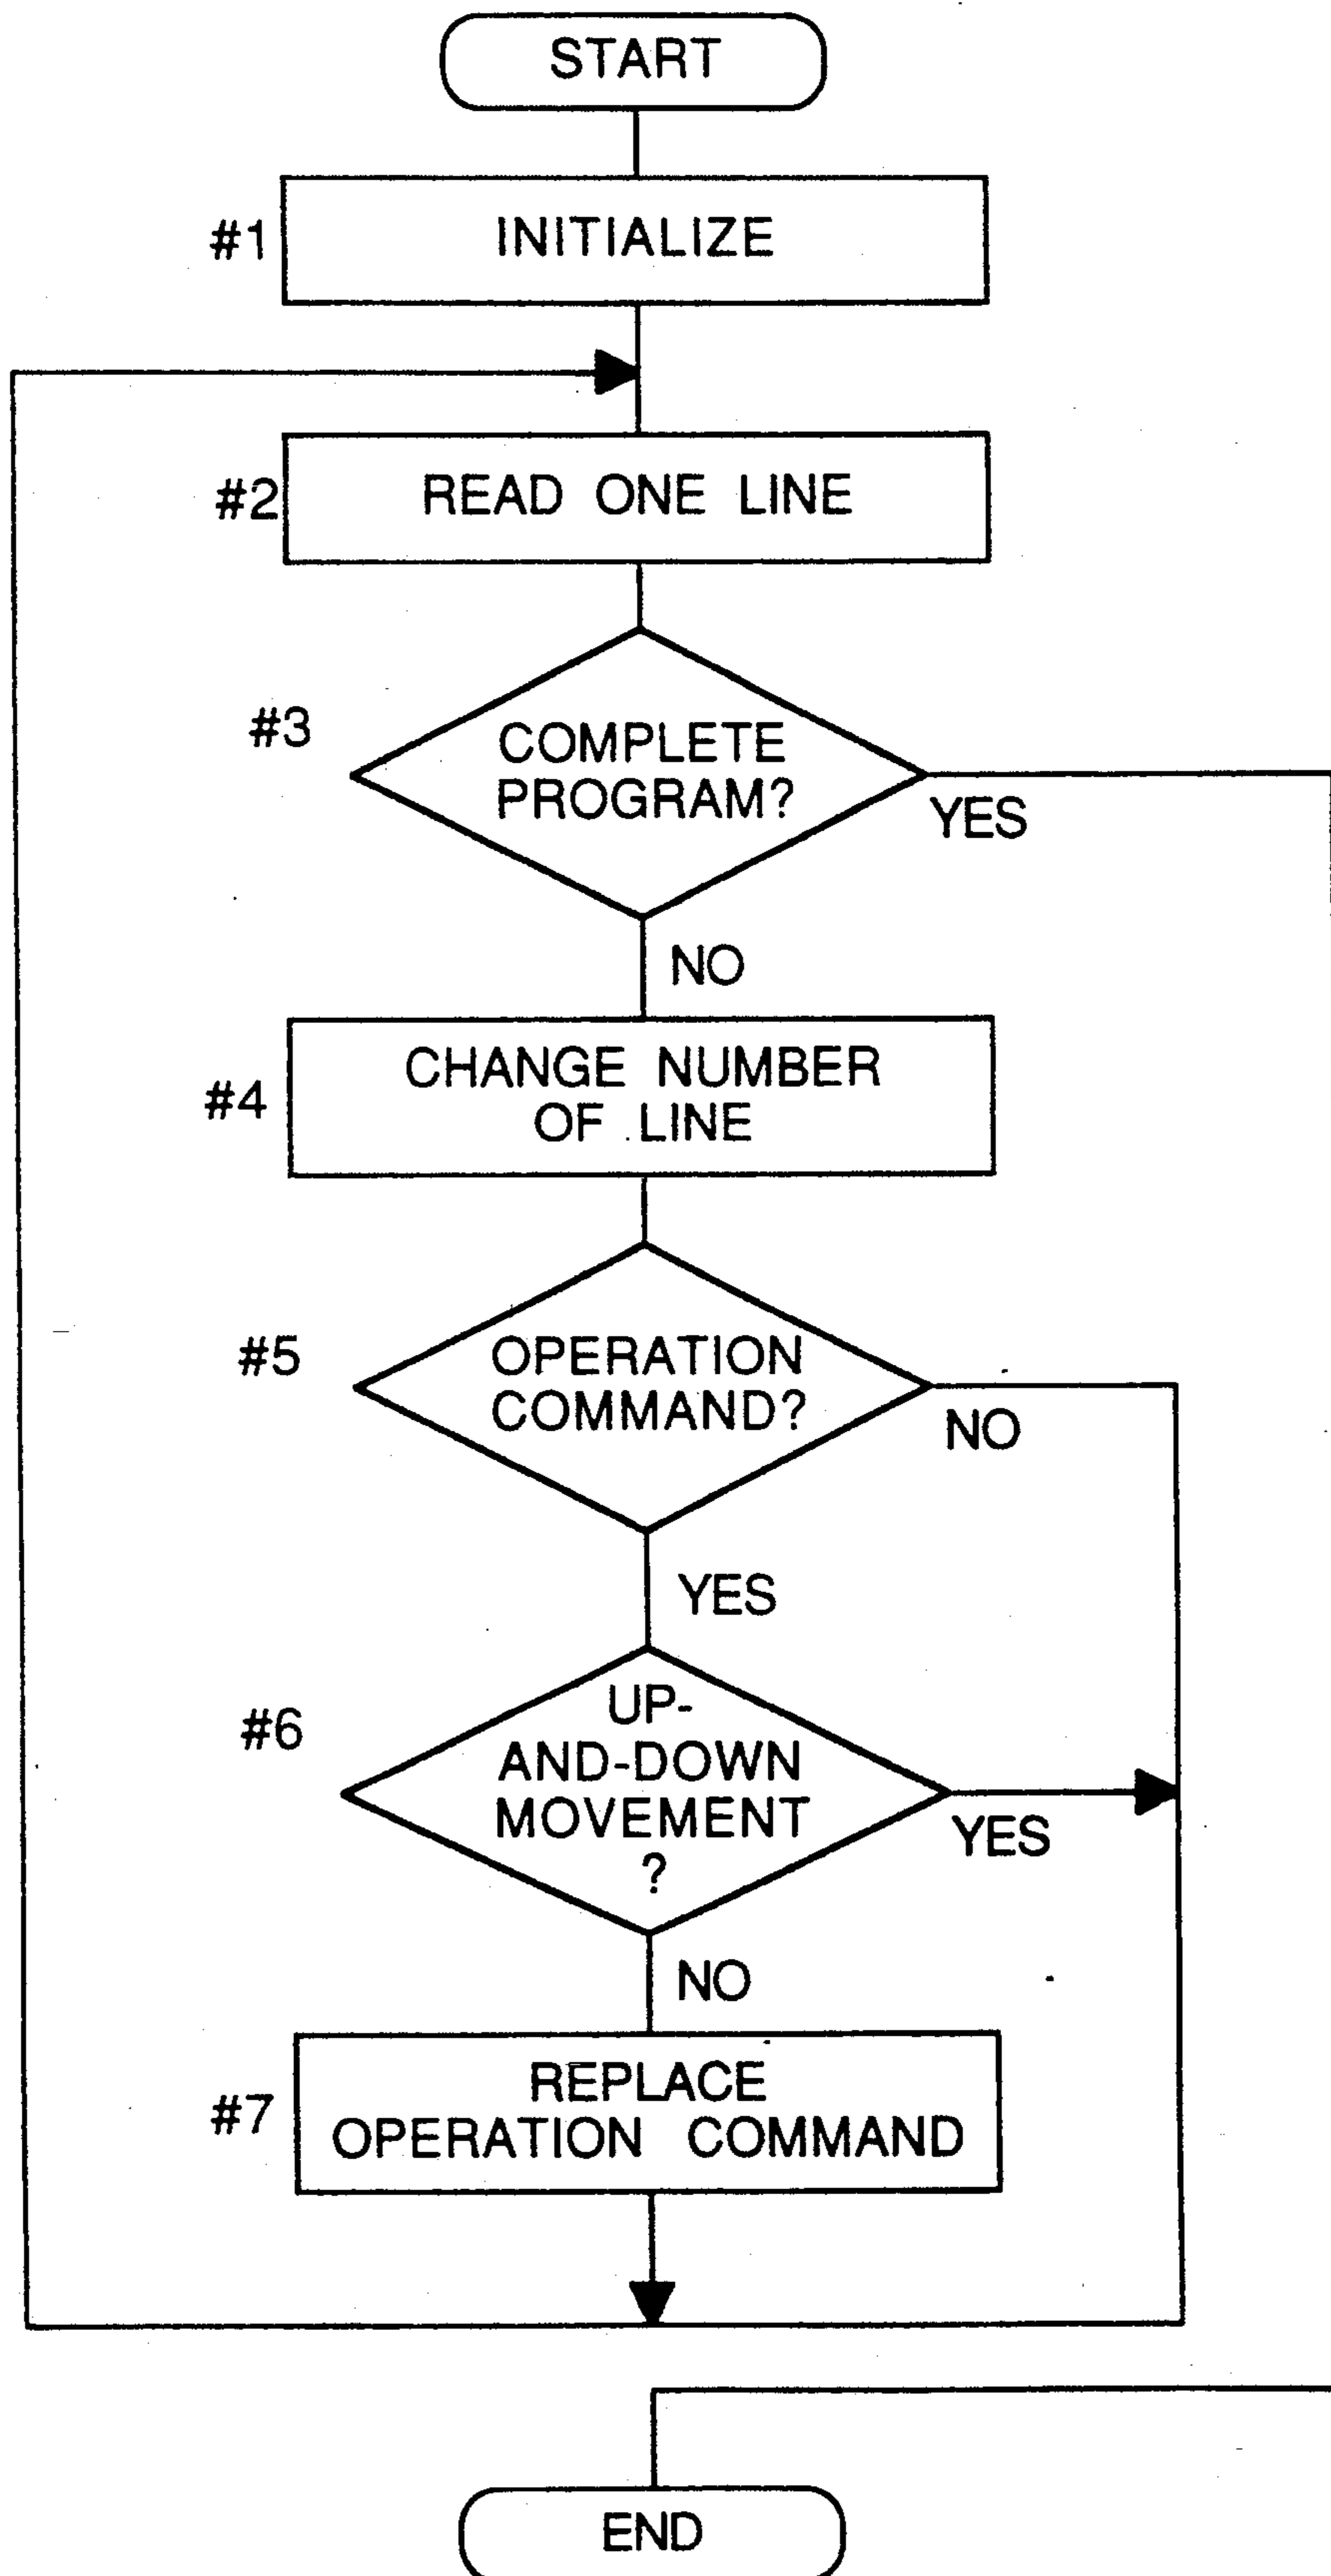 START
#1
INITIALIZE
#2
READ ONE LINE
#3
COMPLETE
PROGRAM?
YES
NO
#4
CHANGE NUMBER
OF LINE
#5
OPERATION
COMMAND?
NO
YES
#6
UP-
AND-DOWN
MOVEMENT
?
YES
NO
#7
REPLACE
OPERATION COMMAND
END